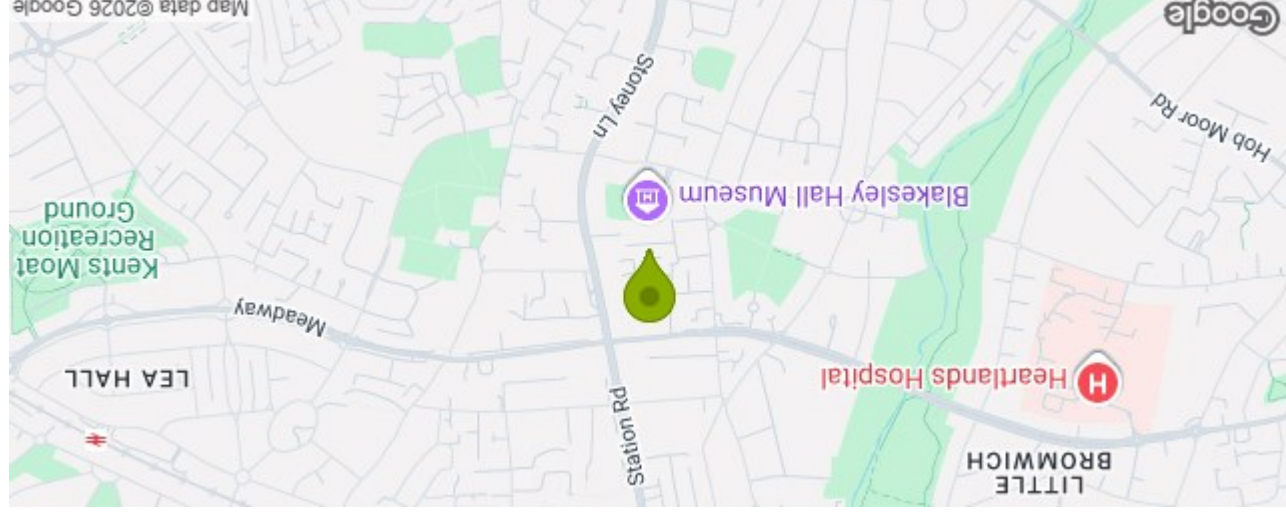 LITTLE
BROMWICH
Station Rd
Heartlands Hospital
H
LEA HALL
Meadway
Kents Moat
Recreation
Ground
Blakesley Hall Museum
Stoney Ln
Hob Moor Rd
Google
Map data ©2026 Google